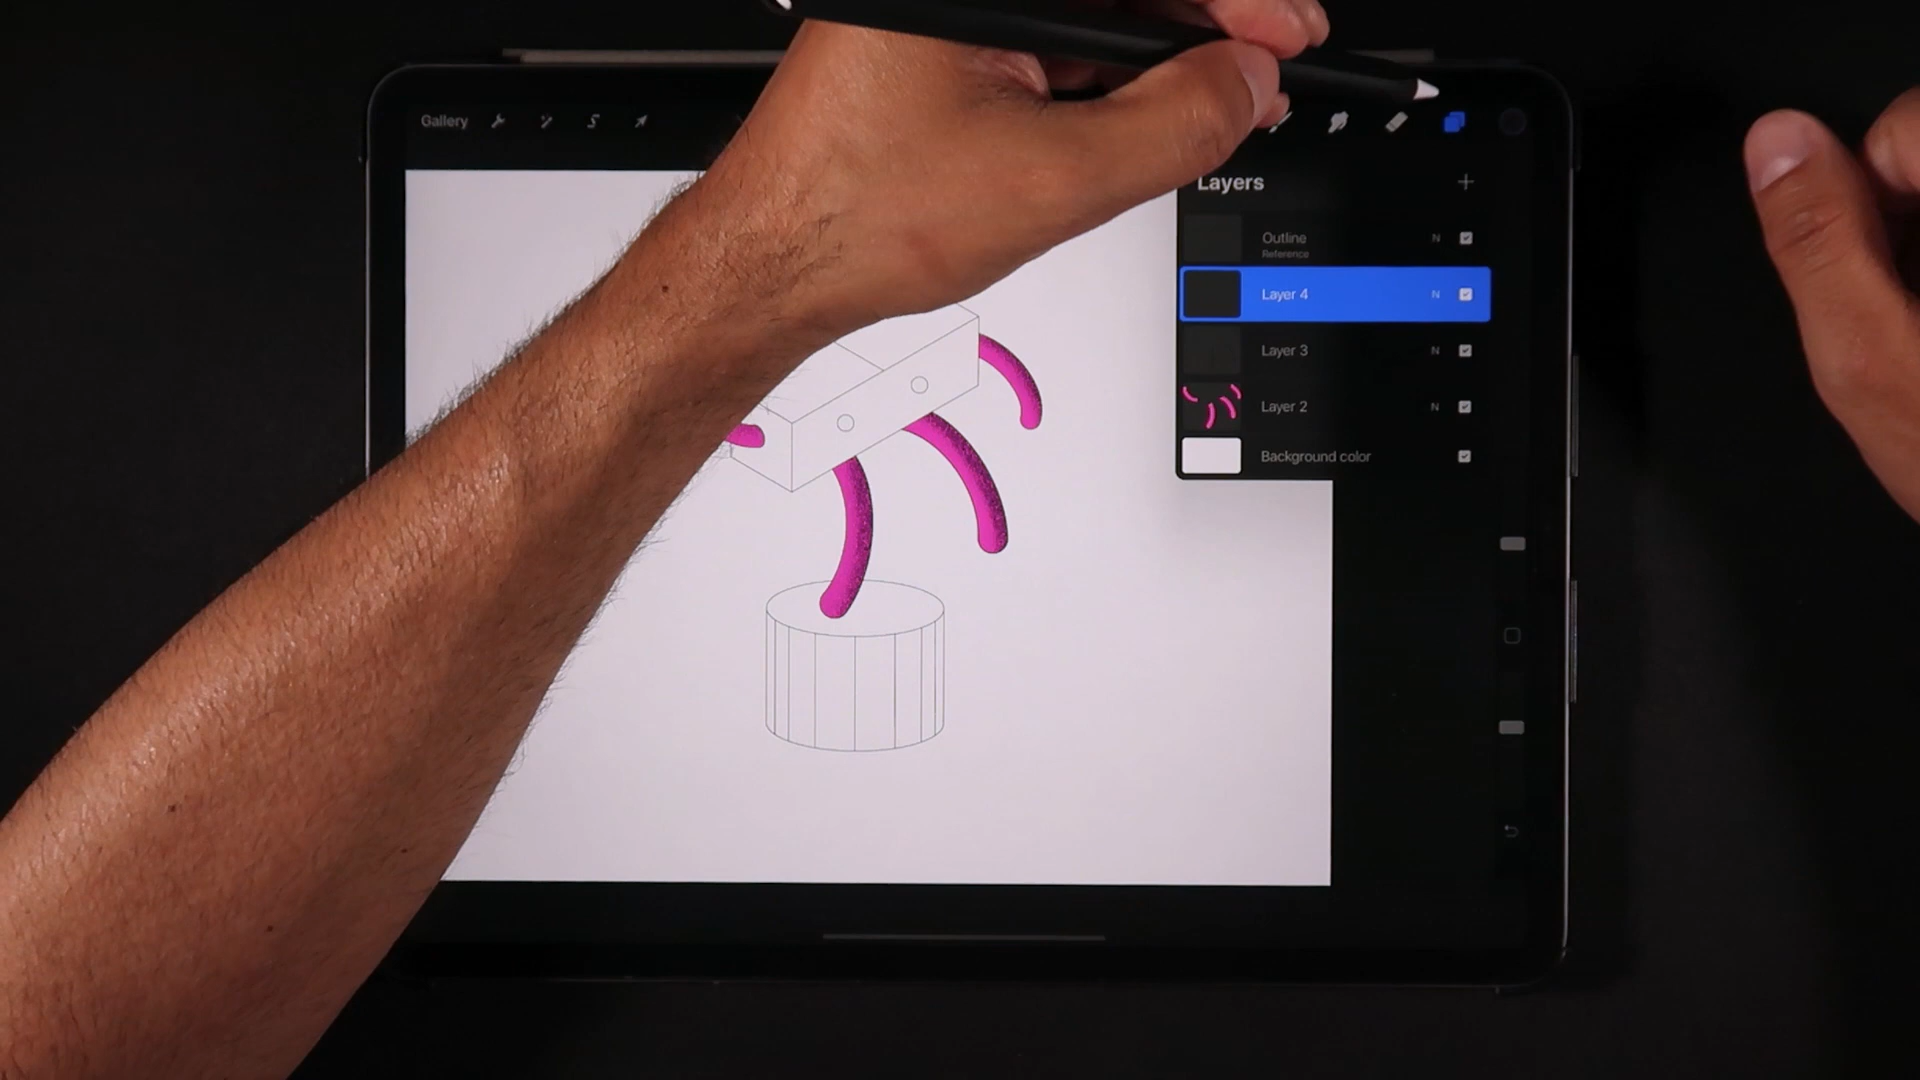 Gallery
Layers
Outline N
Reference
Layer 4 N
Layer 3 N
Layer 2 N
Background color